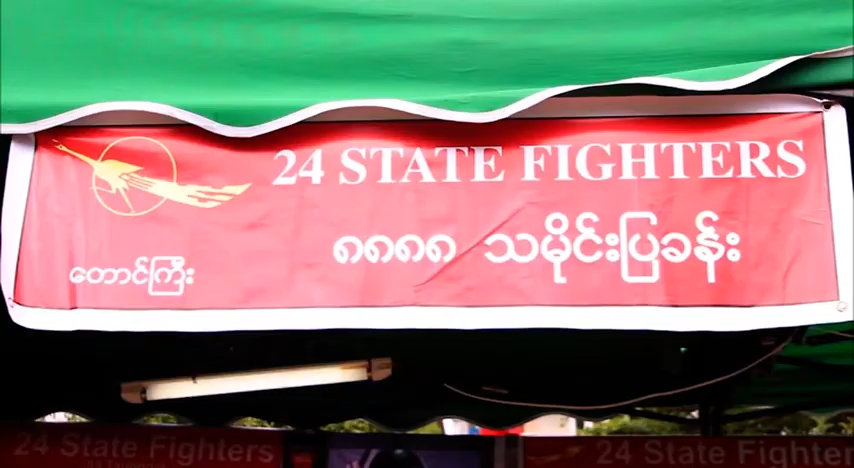 24 STATE FIGHTERS
၈၈၈၈ သမိုင်းပြခန်း
တောင်ကြီး
24 State Fighters
24 State Fighter